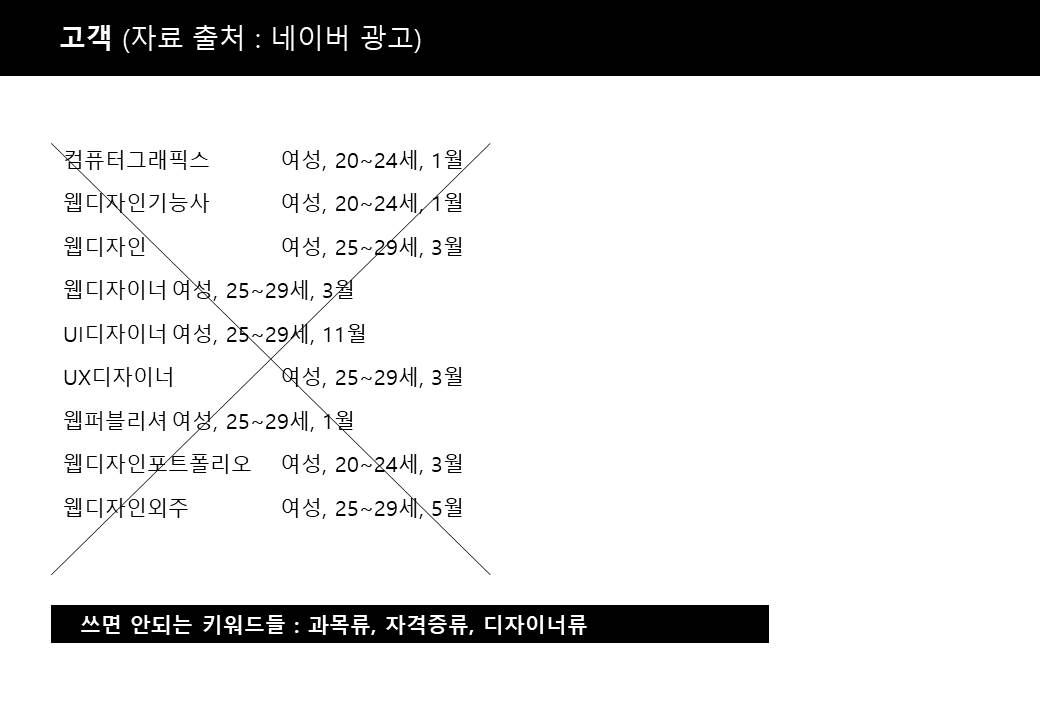 고객 (자료 출처 : 네이버 광고)
컴퓨터그래픽스 여성, 20~24세, 1월
웹디자인기능사 여성, 20~24세, 1월
웹디자인 여성, 25~29세, 3월
웹디자이너 여성, 25~29세, 3월
UI디자이너 여성, 25~29세, 11월
UX디자이너 여성, 25~29세, 3월
웹퍼블리셔 여성, 25~29세, 1월
웹디자인포트폴리오 여성, 20~24세, 3월
웹디자인외주 여성, 25~29세, 5월
쓰면 안되는 키워드들 : 과목류, 자격증류, 디자이너류